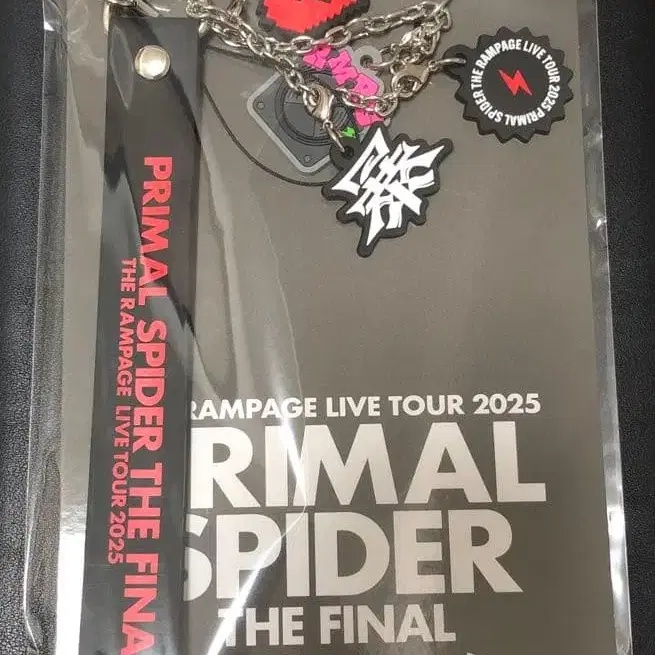 THE RAMPAGE LIVE TOUR 2025 PRIMAL SPIDER
PRIMAL SPIDER THE FINA
THE RAMPAGE LIVE TOUR 2025
RAMPAGE LIVE TOUR 2025
RIMAL
SPIDER
THE FINAL